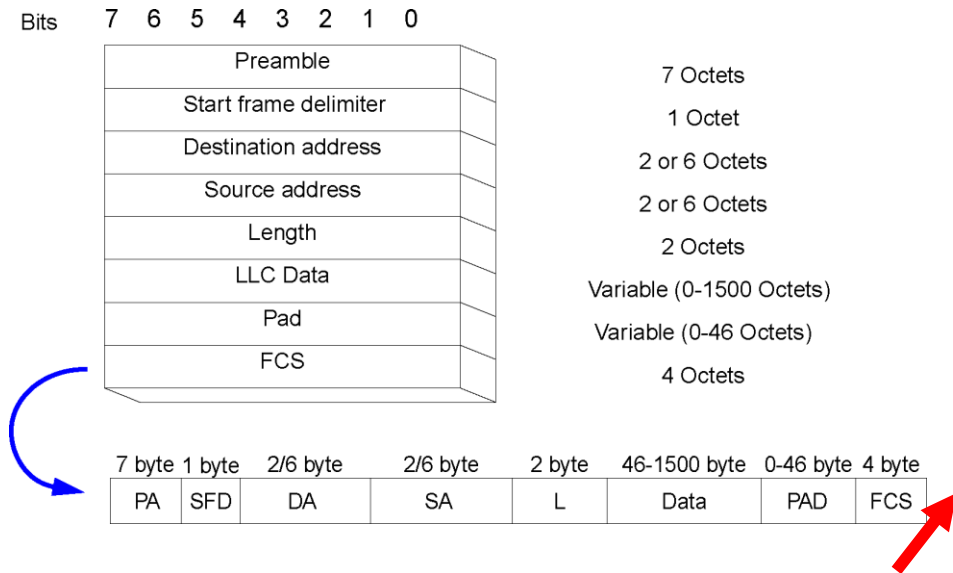 Bits 7 6 5 4 3 2 1 0
Preamble 7 Octets
Start frame delimiter 1 Octet
Destination address 2 or 6 Octets
Source address 2 or 6 Octets
Length 2 Octets
LLC Data Variable (0-1500 Octets)
Pad Variable (0-46 Octets)
FCS 4 Octets
7 byte 1 byte 2/6 byte 2/6 byte 2 byte 46-1500 byte 0-46 byte 4 byte
PA SFD DA SA L Data PAD FCS